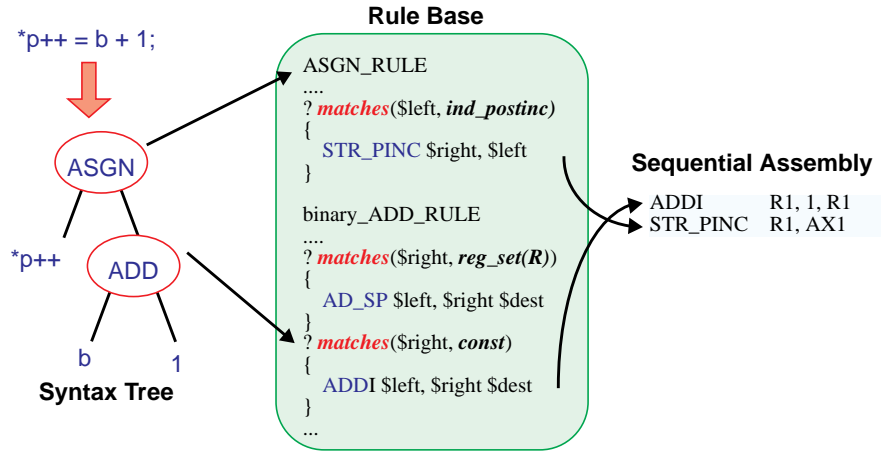 *p++ = b + 1;
ASGN
*p++
ADD
b
1
Syntax Tree
Rule Base
ASGN_RULE
....
? matches($left, ind_postinc)
{
STR_PINC $right, $left
}
binary_ADD_RULE
....
? matches($right, reg_set(R))
{
AD_SP $left, $right $dest
}
? matches($right, const)
{
ADDI $left, $right $dest
}
...
Sequential Assembly
ADDI R1, 1, R1
STR_PINC R1, AX1